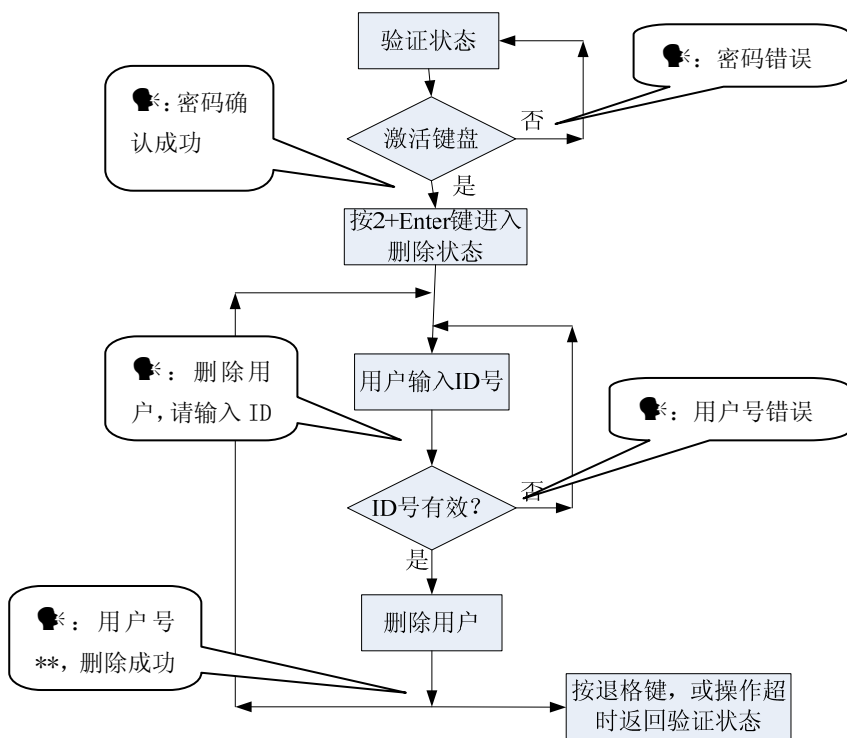 验证状态
：密码错误
：密码确
认成功
否
激活键盘
是
按2+Enter键进入
删除状态
：删除用
户，请输入 ID
用户输入ID号
：用户号错误
否
ID号有效？
是
：用户号
**，删除成功
删除用户
按退格键，或操作超
时返回验证状态